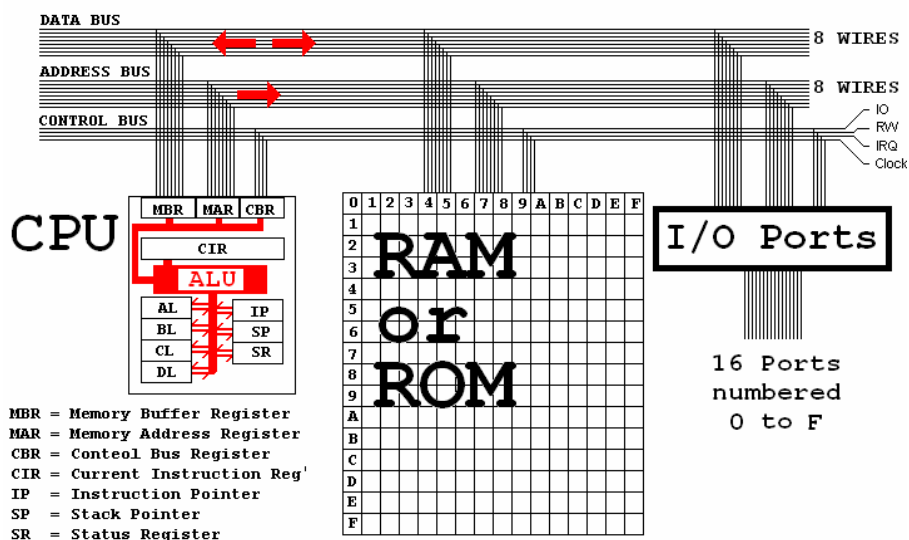 DATA BUS
8 WIRES
ADDRESS BUS
8 WIRES
CONTROL BUS
IO
RW
IRQ
Clock
CPU
MBR MAR CBR
CIR
ALU
AL IP
BL SP
CL SR
DL
0 1 2 3 4 5 6 7 8 9 A B C D E F
1
2
3
4
5
6
7
8
9
A
B
C
D
E
F
RAM
or
ROM
I/O Ports
16 Ports
numbered
0 to F
MBR = Memory Buffer Register
MAR = Memory Address Register
CBR = Conteol Bus Register
CIR = Current Instruction Reg'
IP = Instruction Pointer
SP = Stack Pointer
SR = Status Register